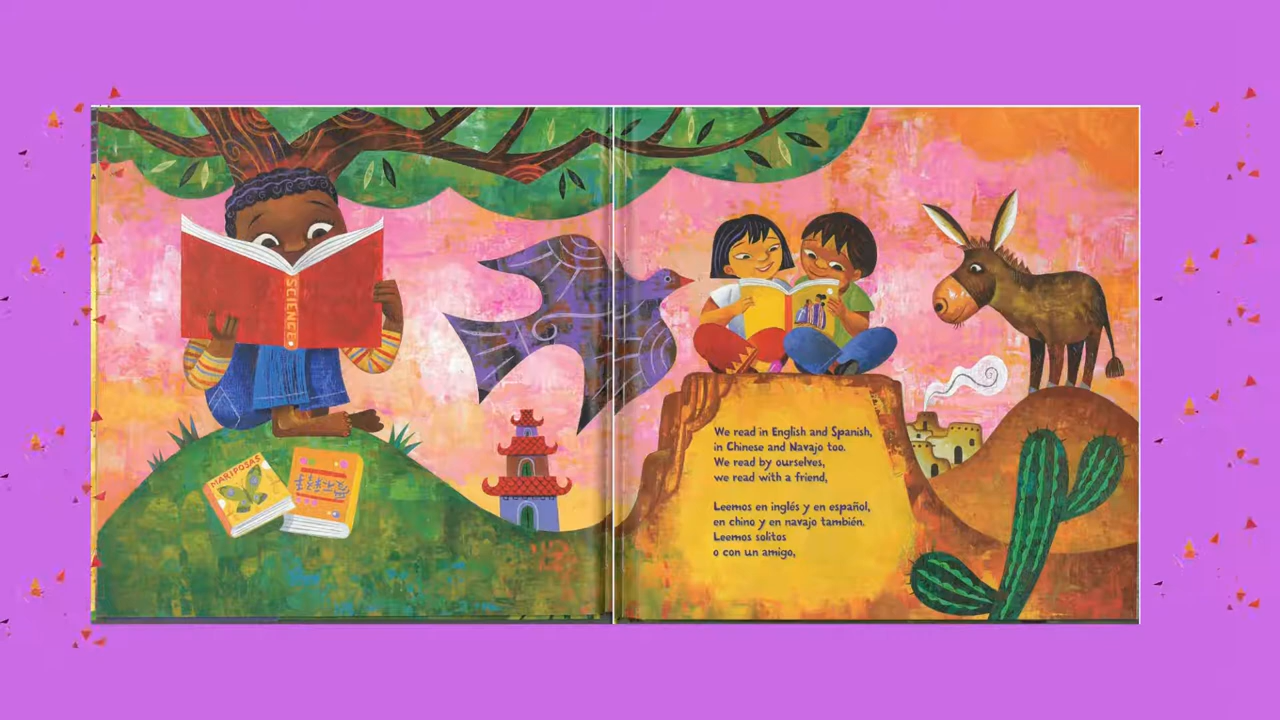 SCIENCE
MARIPOSAS
We read in English and Spanish,
in Chinese and Navajo too.
We read by ourselves,
we read with a friend,
Leemos en inglés y en español,
en chino y en navajo también.
Leemos solitos
o con un amigo,